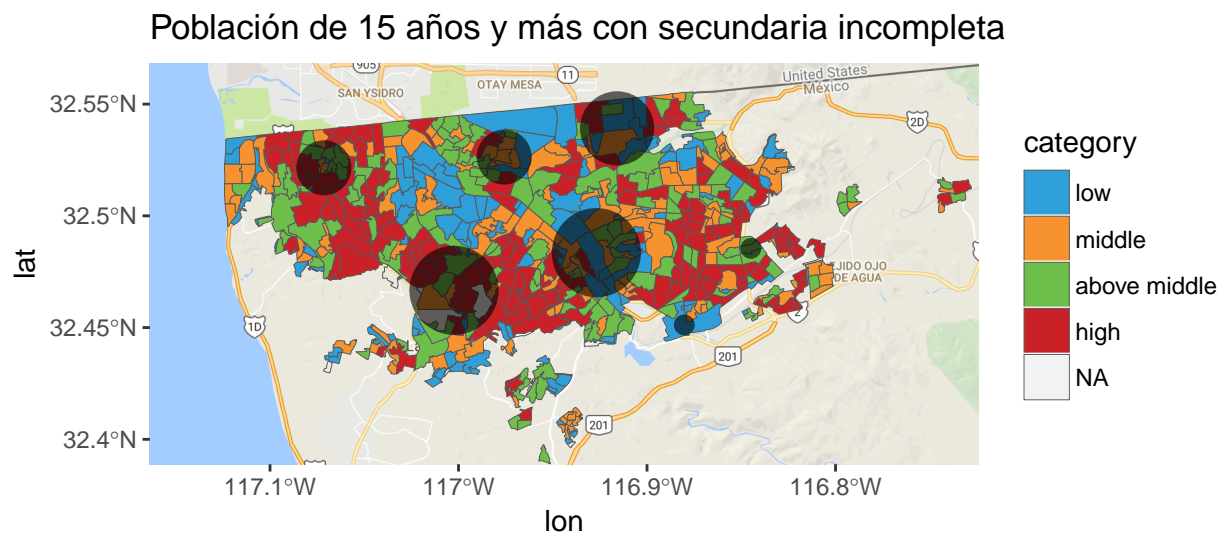 Población de 15 años y más con secundaria incompleta
905
OTAY MESA
11
SAN YSIDRO
United States
Mexico
2D
32.55°N
32.5°N
32.45°N
32.4°N
lat
EJIDO OJO
DE AGUA
2
1D
La
201
201
117.1°W
117°W
116.9°W
116.8°W
lon
category
low
middle
above middle
high
NA